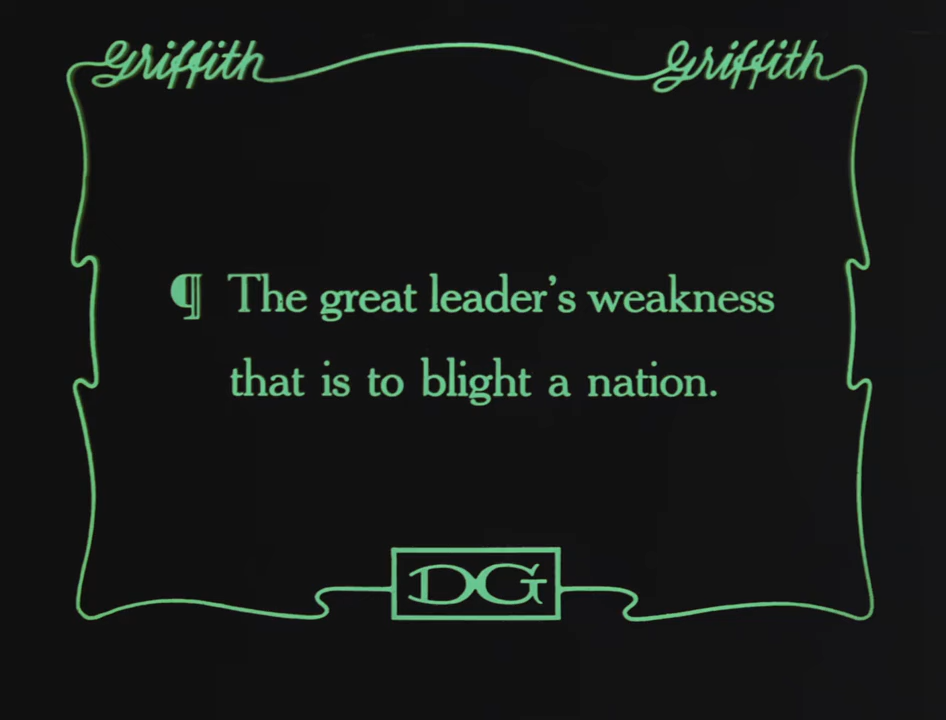 Griffith Griffith
¶ The great leader's weakness
that is to blight a nation.
DG